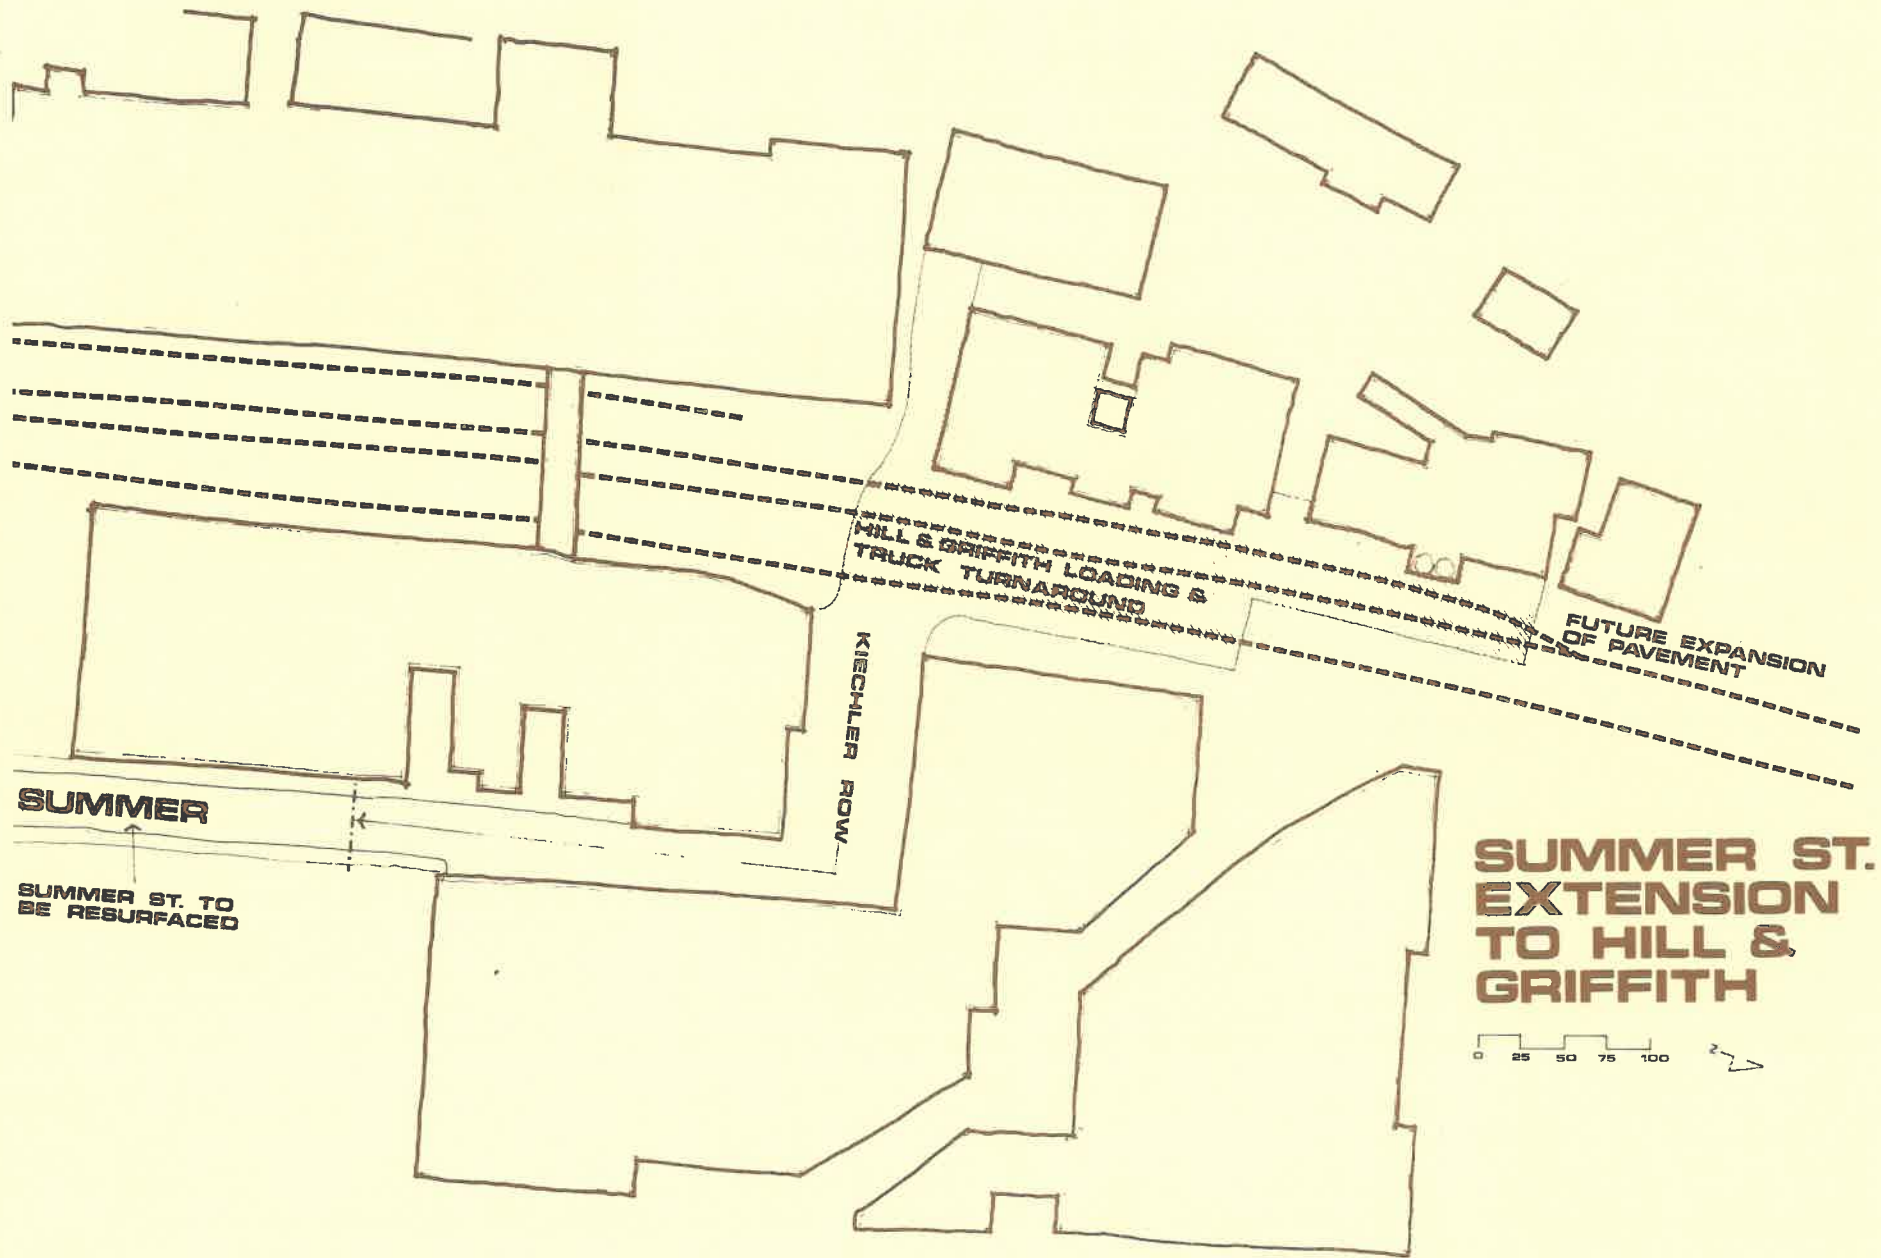 HILL & GRIFFITH LOADING &
TRUCK TURNAROUND
FUTURE EXPANSION
OF PAVEMENT
KIECHLER ROW
SUMMER
SUMMER ST. TO
BE RESURFACED
SUMMER ST.
EXTENSION
TO HILL &
GRIFFITH
0 25 50 75 100
N